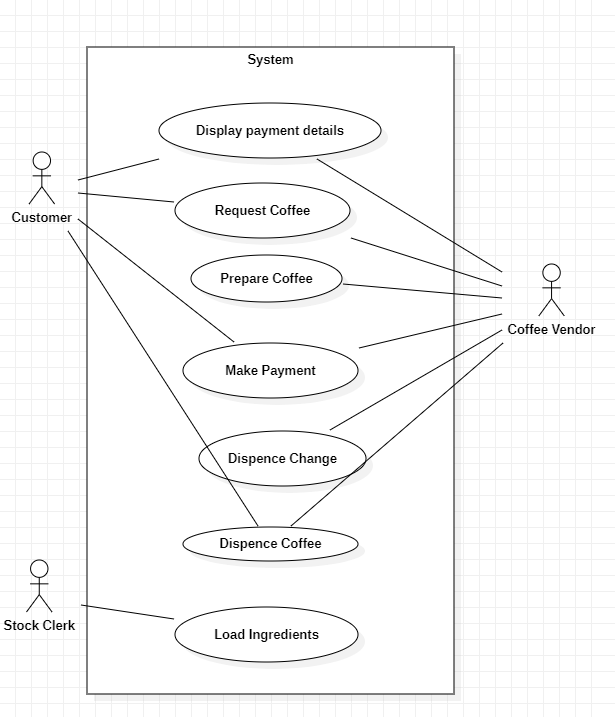 System
Display payment details
Customer
Request Coffee
Prepare Coffee
Coffee Vendor
Make Payment
Dispence Change
Dispence Coffee
Stock Clerk
Load Ingredients